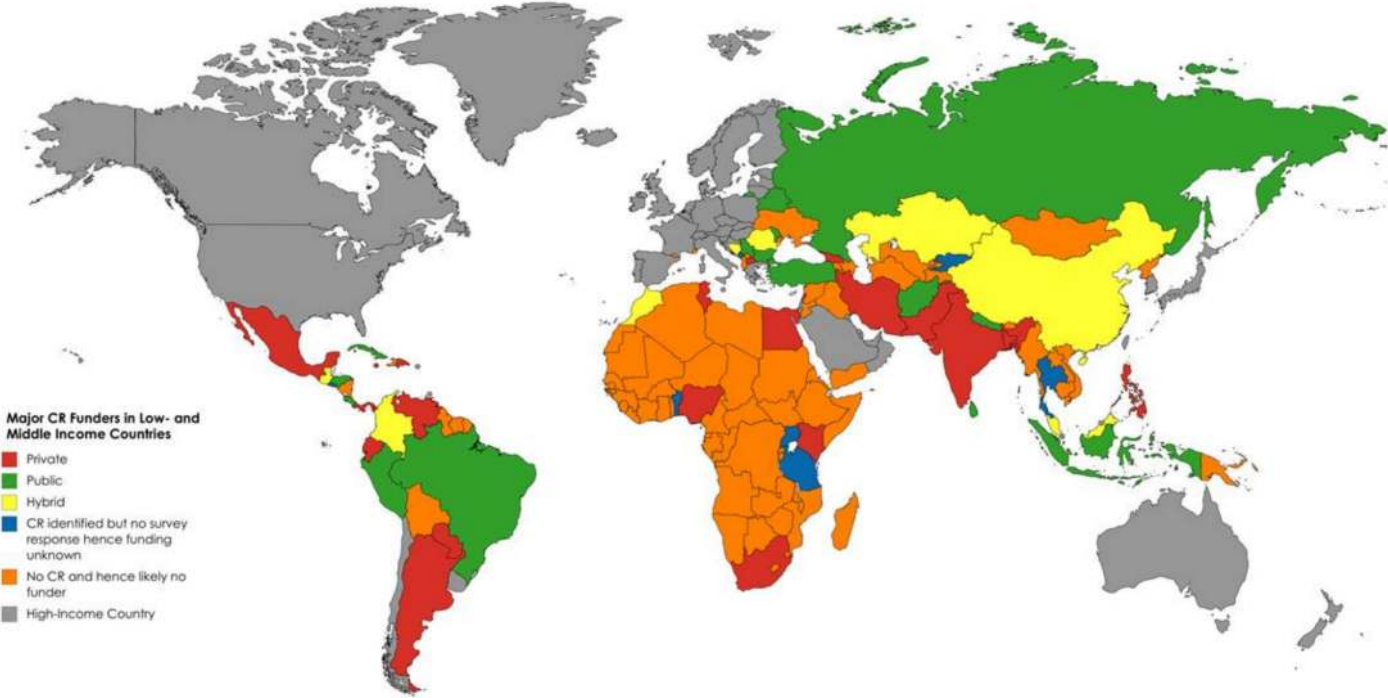 Major CR Funders in Low- and
Middle Income Countries
Private
Public
Hybrid
CR identified but no survey
response hence funding
unknown
No CR and hence likely no
funder
High-Income Country